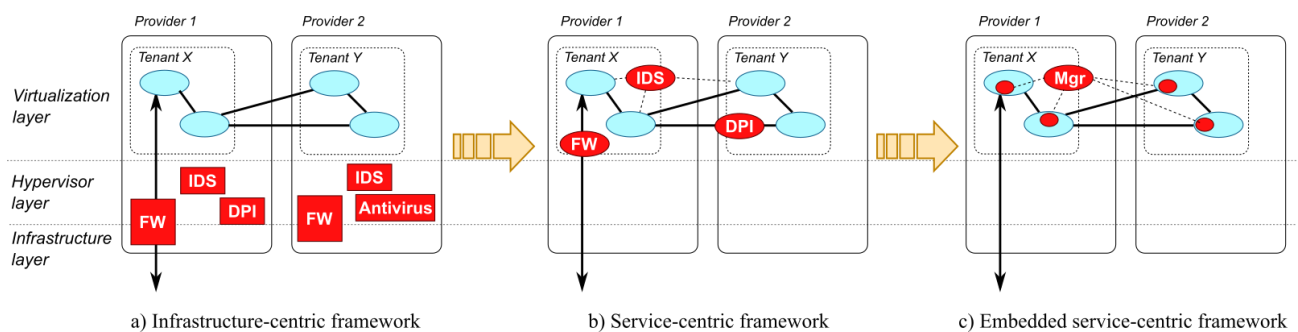 Provider 1
Provider 2
Provider 1
Provider 2
Provider 1
Provider 2
Tenant X
Tenant Y
Tenant X
Tenant Y
Tenant X
Tenant Y
Virtualization
layer
IDS
DPI
FW
Mgr
Hypervisor
layer
IDS
DPI
FW
IDS
Antivirus
FW
Infrastructure
layer
a) Infrastructure-centric framework
b) Service-centric framework
c) Embedded service-centric framework